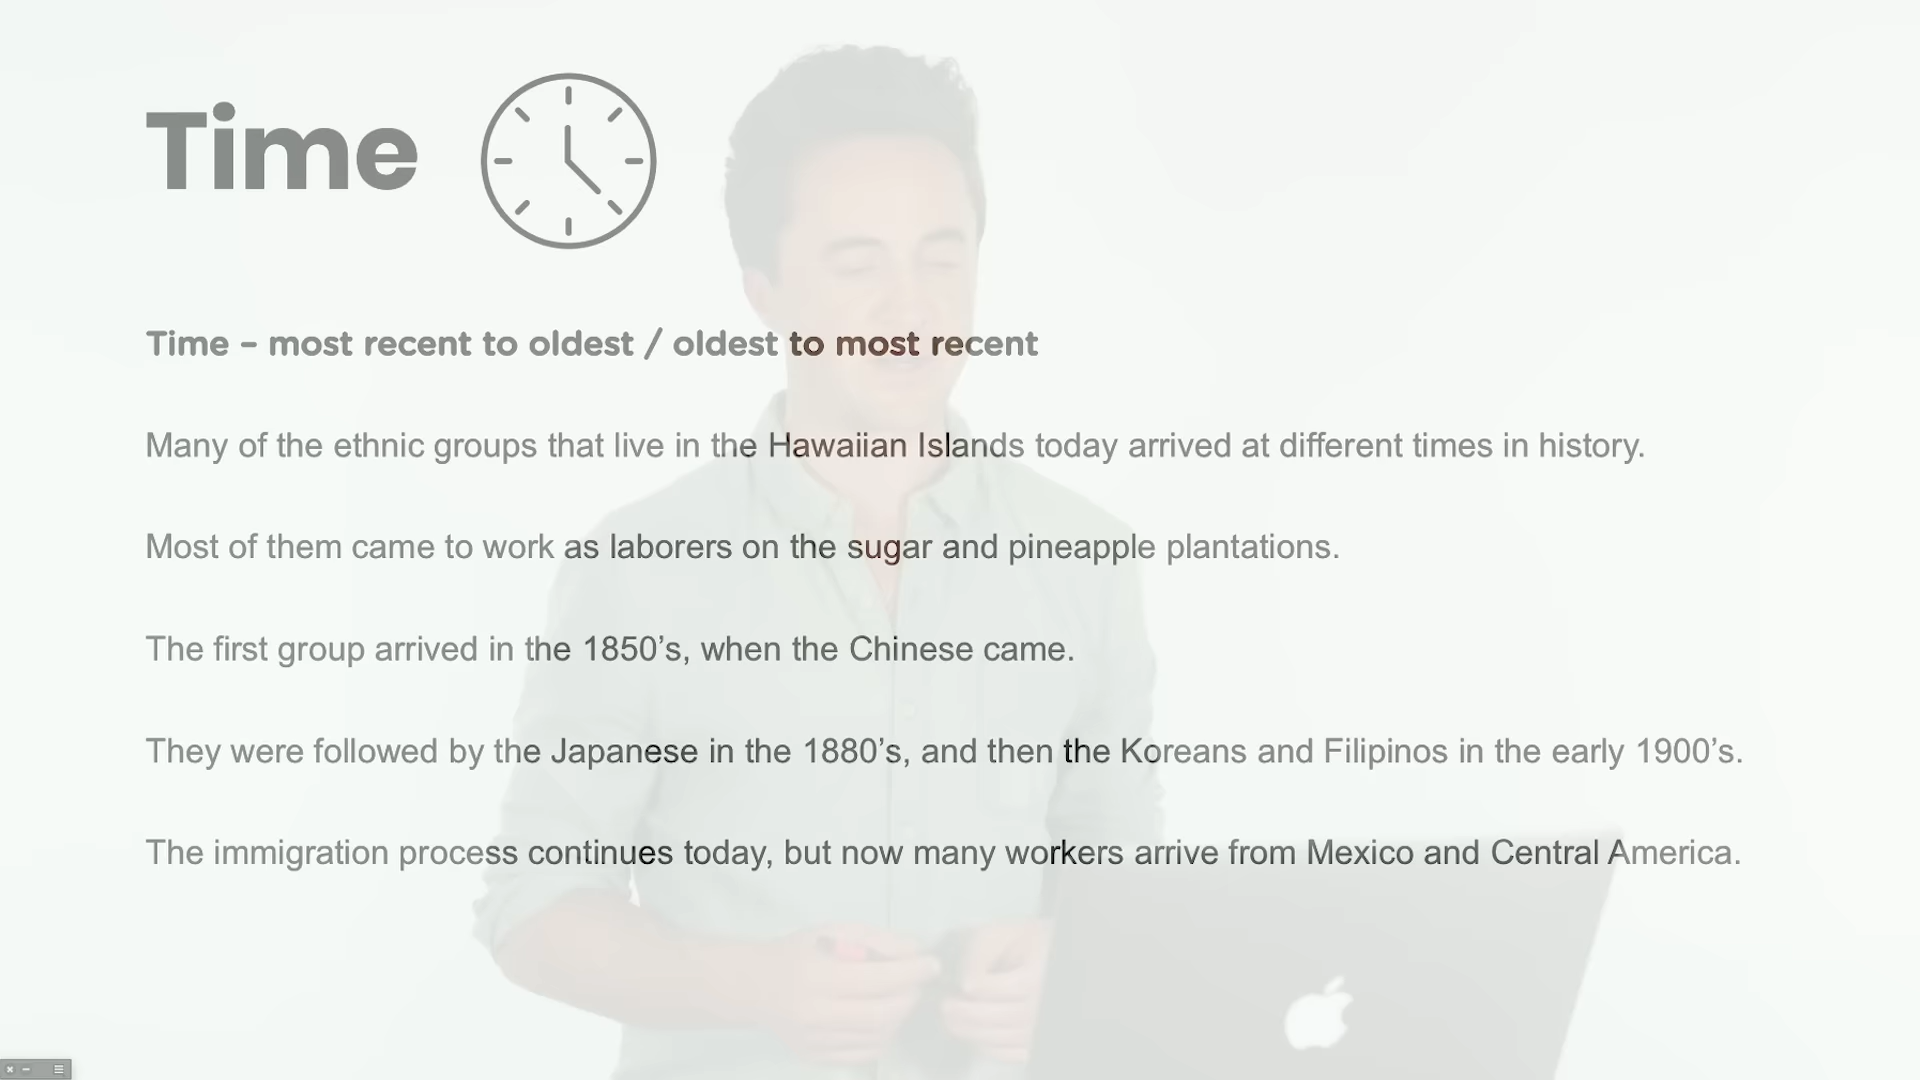 Time
Time – most recent to oldest / oldest to most recent
Many of the ethnic groups that live in the Hawaiian Islands today arrived at different times in history.
Most of them came to work as laborers on the sugar and pineapple plantations.
The first group arrived in the 1850’s, when the Chinese came.
They were followed by the Japanese in the 1880’s, and then the Koreans and Filipinos in the early 1900’s.
The immigration process continues today, but now many workers arrive from Mexico and Central America.